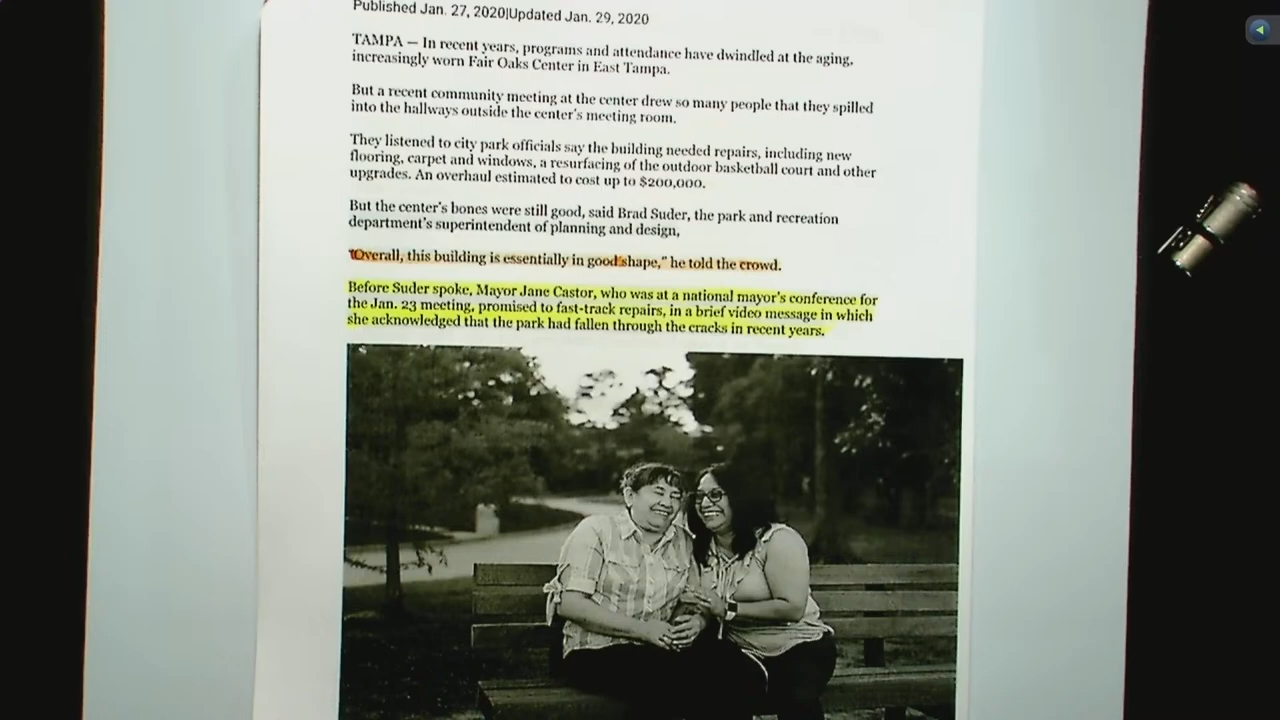 Published Jan. 27, 2020|Updated Jan. 29, 2020
TAMPA — In recent years, programs and attendance have dwindled at the aging,
increasingly worn Fair Oaks Center in East Tampa.
But a recent community meeting at the center drew so many people that they spilled
into the hallways outside the center's meeting room.
They listened to city park officials say the building needed repairs, including new
flooring, carpet and windows, a resurfacing of the outdoor basketball court and other
upgrades. An overhaul estimated to cost up to $200,000.
But the center's bones were still good, said Brad Suder, the park and recreation
department's superintendent of planning and design,
"Overall, this building is essentially in good shape," he told the crowd.
Before Suder spoke, Mayor Jane Castor, who was at a national mayor's conference for
the Jan. 23 meeting, promised to fast-track repairs, in a brief video message in which
she acknowledged that the park had fallen through the cracks in recent years.